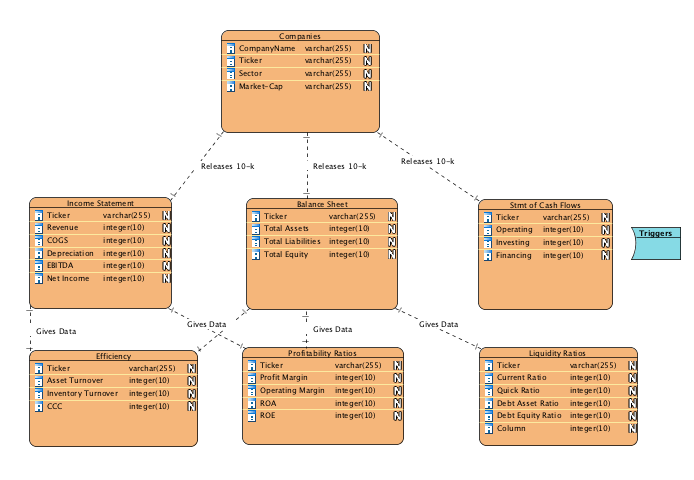 Companies
CompanyName varchar(255) N
Ticker varchar(255) N
Sector varchar(255) N
Market-Cap varchar(255) N
Releases 10-k
Releases 10-k
Releases 10-k
Income Statement
Ticker varchar(255) N
Revenue integer(10) N
COGS integer(10) N
Depreciation integer(10) N
EBITDA integer(10) N
Net Income integer(10) N
Balance Sheet
Ticker varchar(255) N
Total Assets integer(10) N
Total Liabilities integer(10) N
Total Equity integer(10) N
Stmt of Cash Flows
Ticker varchar(255) N
Operating integer(10) N
Investing integer(10) N
Financing integer(10) N
Triggers
Gives Data
Gives Data
Gives Data
Gives Data
Efficiency
Ticker varchar(255) N
Asset Turnover integer(10) N
Inventory Turnover integer(10) N
CCC integer(10) N
Profitability Ratios
Ticker varchar(255) N
Profit Margin integer(10) N
Operating Margin integer(10) N
ROA integer(10) N
ROE integer(10) N
Liquidity Ratios
Ticker varchar(255) N
Current Ratio integer(10) N
Quick Ratio integer(10) N
Debt Asset Ratio integer(10) N
Debt Equity Ratio integer(10) N
Column integer(10) N